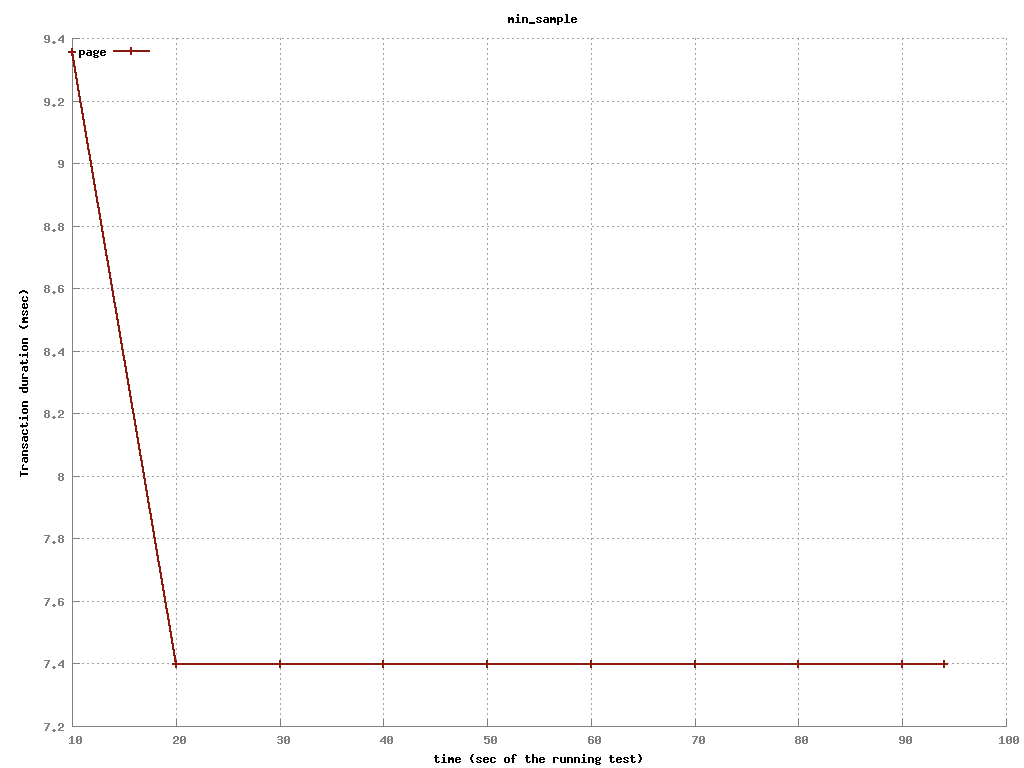 min_sample
page
9.4
9.2
9
8.8
8.6
8.4
8.2
8
7.8
7.6
7.4
7.2
Transaction duration (msec)
10 20 30 40 50 60 70 80 90 100
time (sec of the running test)